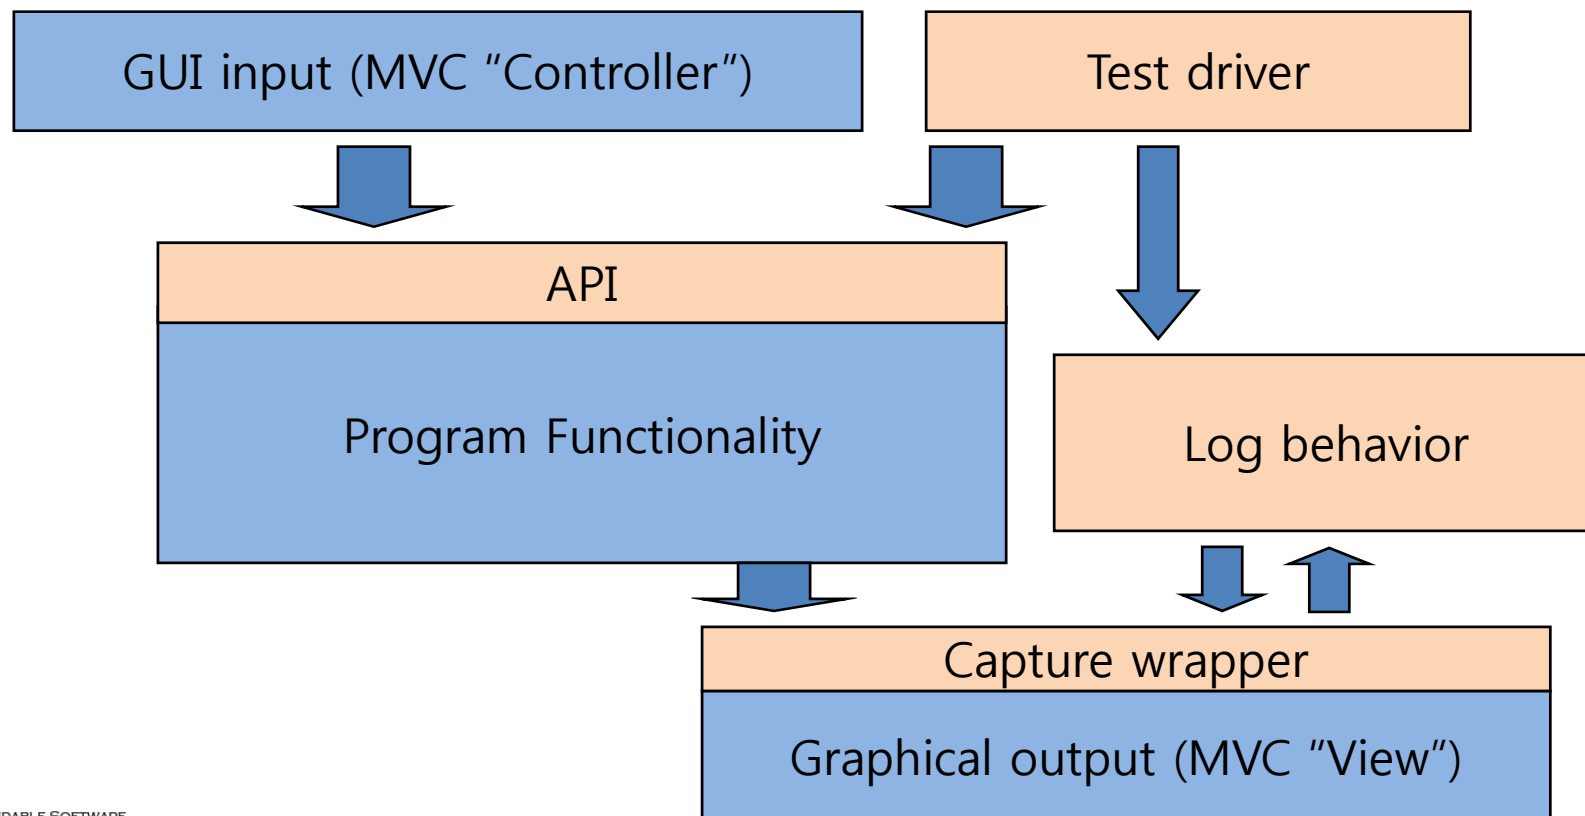 GUI input (MVC "Controller")
Test driver
API
Program Functionality
Log behavior
Capture wrapper
Graphical output (MVC "View")